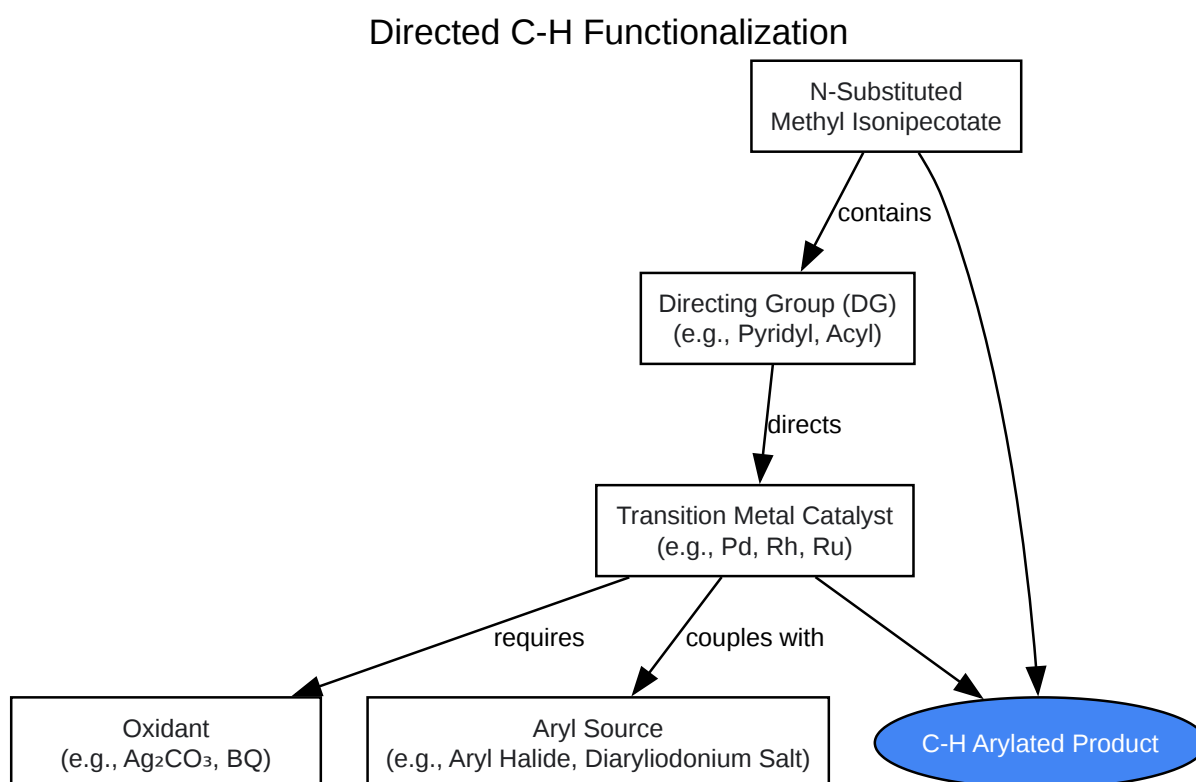 Directed C-H Functionalization
N-Substituted
Methyl Isonipecotate
contains
Directing Group (DG)
(e.g., Pyridyl, Acyl)
directs
Transition Metal Catalyst
(e.g., Pd, Rh, Ru)
requires
couples with
Oxidant
(e.g., Ag₂CO₃, BQ)
Aryl Source
(e.g., Aryl Halide, Diaryliodonium Salt)
C-H Arylated Product